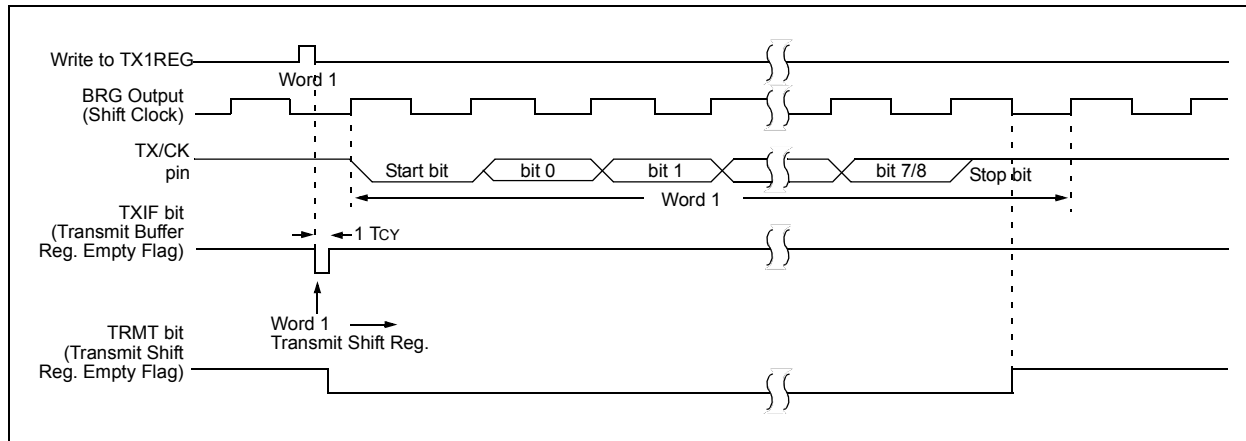 Write to TX1REG
Word 1
BRG Output
(Shift Clock)
TX/CK
pin
Start bit
bit 0
bit 1
bit 7/8
Stop bit
Word 1
TXIF bit
(Transmit Buffer
Reg. Empty Flag)
1 TCY
Word 1
Transmit Shift Reg.
TRMT bit
(Transmit Shift
Reg. Empty Flag)